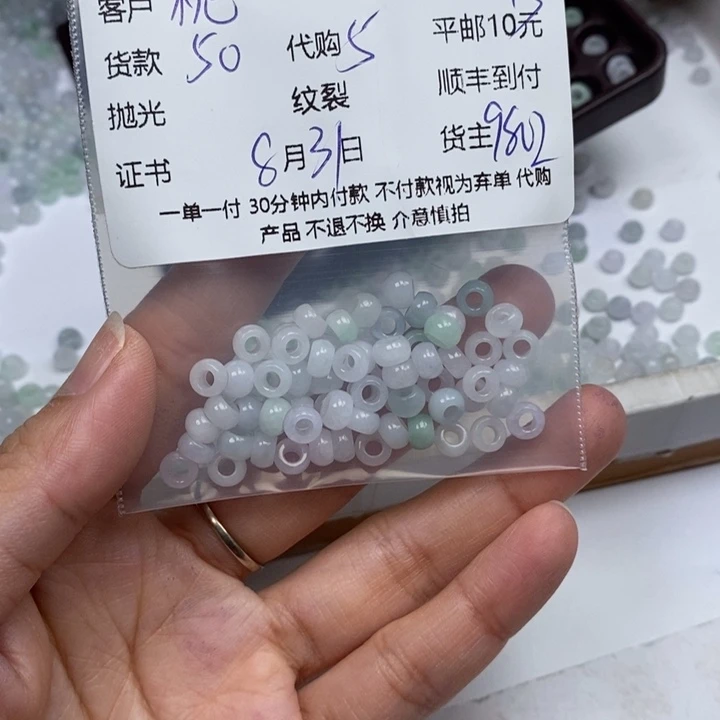 客户 桃
货款 50 代购 5 平邮10元
抛光 纹裂 顺丰到付
证书 8月31日 货主 9802
一单一付 30分钟内付款 不付款视为弃单 代购
产品 不退不换 介意慎拍